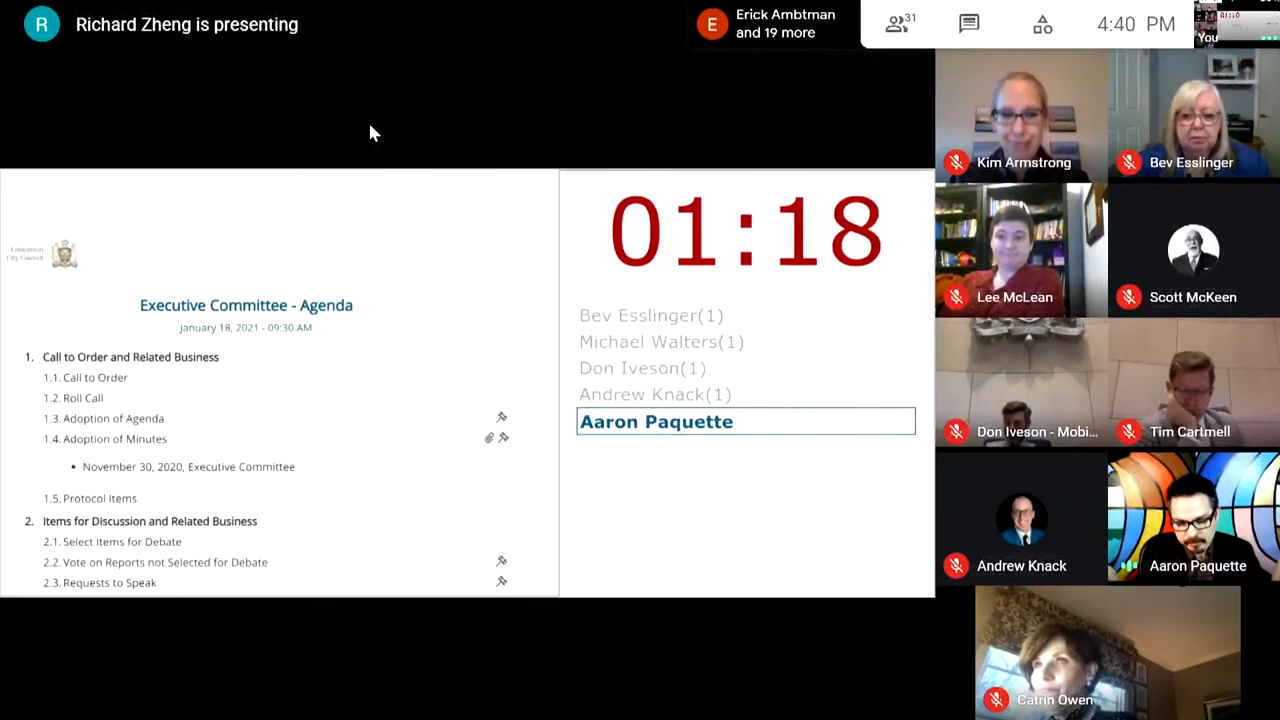 R
Richard Zheng is presenting
E
Erick Ambtman
and 19 more
31
4:40 PM
01:18
You
Kim Armstrong
Bev Esslinger
Lee McLean
Scott McKeen
Don Iveson - Mobi...
Tim Cartmell
Andrew Knack
Aaron Paquette
Catrin Owen
Edmonton
City Council
Executive Committee - Agenda
January 18, 2021 - 09:30 AM
1. Call to Order and Related Business
1.1. Call to Order
1.2. Roll Call
1.3. Adoption of Agenda
1.4. Adoption of Minutes
• November 30, 2020, Executive Committee
1.5. Protocol Items
2. Items for Discussion and Related Business
2.1. Select Items for Debate
2.2. Vote on Reports not Selected for Debate
2.3. Requests to Speak
Bev Esslinger(1)
Michael Walters(1)
Don Iveson(1)
Andrew Knack(1)
Aaron Paquette